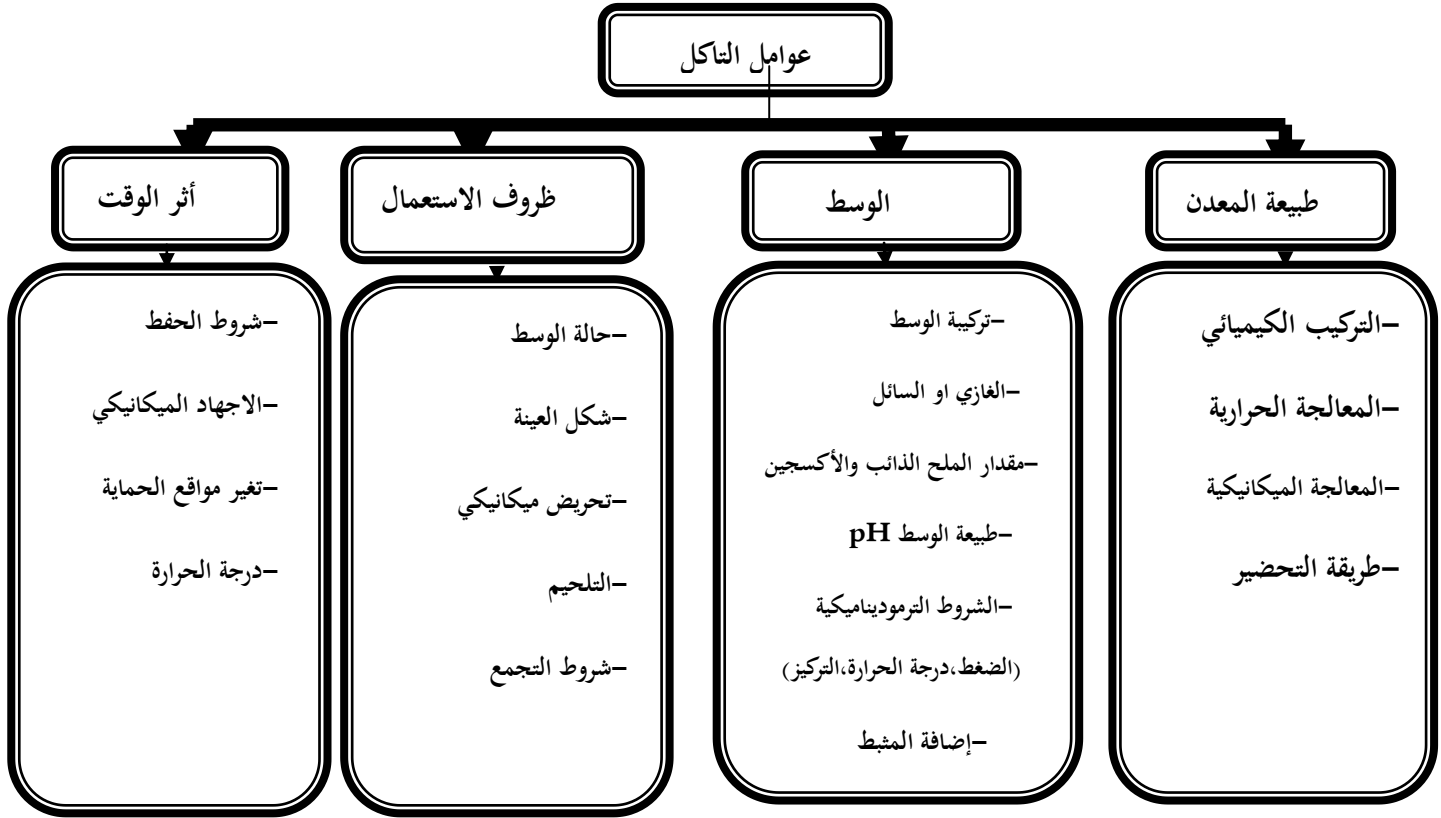 عوامل التاكل
طبيعة المعدن
الوسط
ظروف الاستعمال
أثر الوقت
–التركيب الكيميائي
–المعالجة الحرارية
–المعالجة الميكانيكية
–طريقة التحضير
–تركيبة الوسط
–الغازي او السائل
–مقدار الملح الذائب والأكسجين
–طبيعة الوسط pH
–الشروط الترموديناميكية
(الضغط،درجة الحرارة،التركيز)
–إضافة المثبط
–حالة الوسط
–شكل العينة
–تحريض ميكانيكي
–التلحيم
–شروط التجمع
–شروط الحفط
–الاجهاد الميكانيكي
–تغير مواقع الحماية
–درجة الحرارة